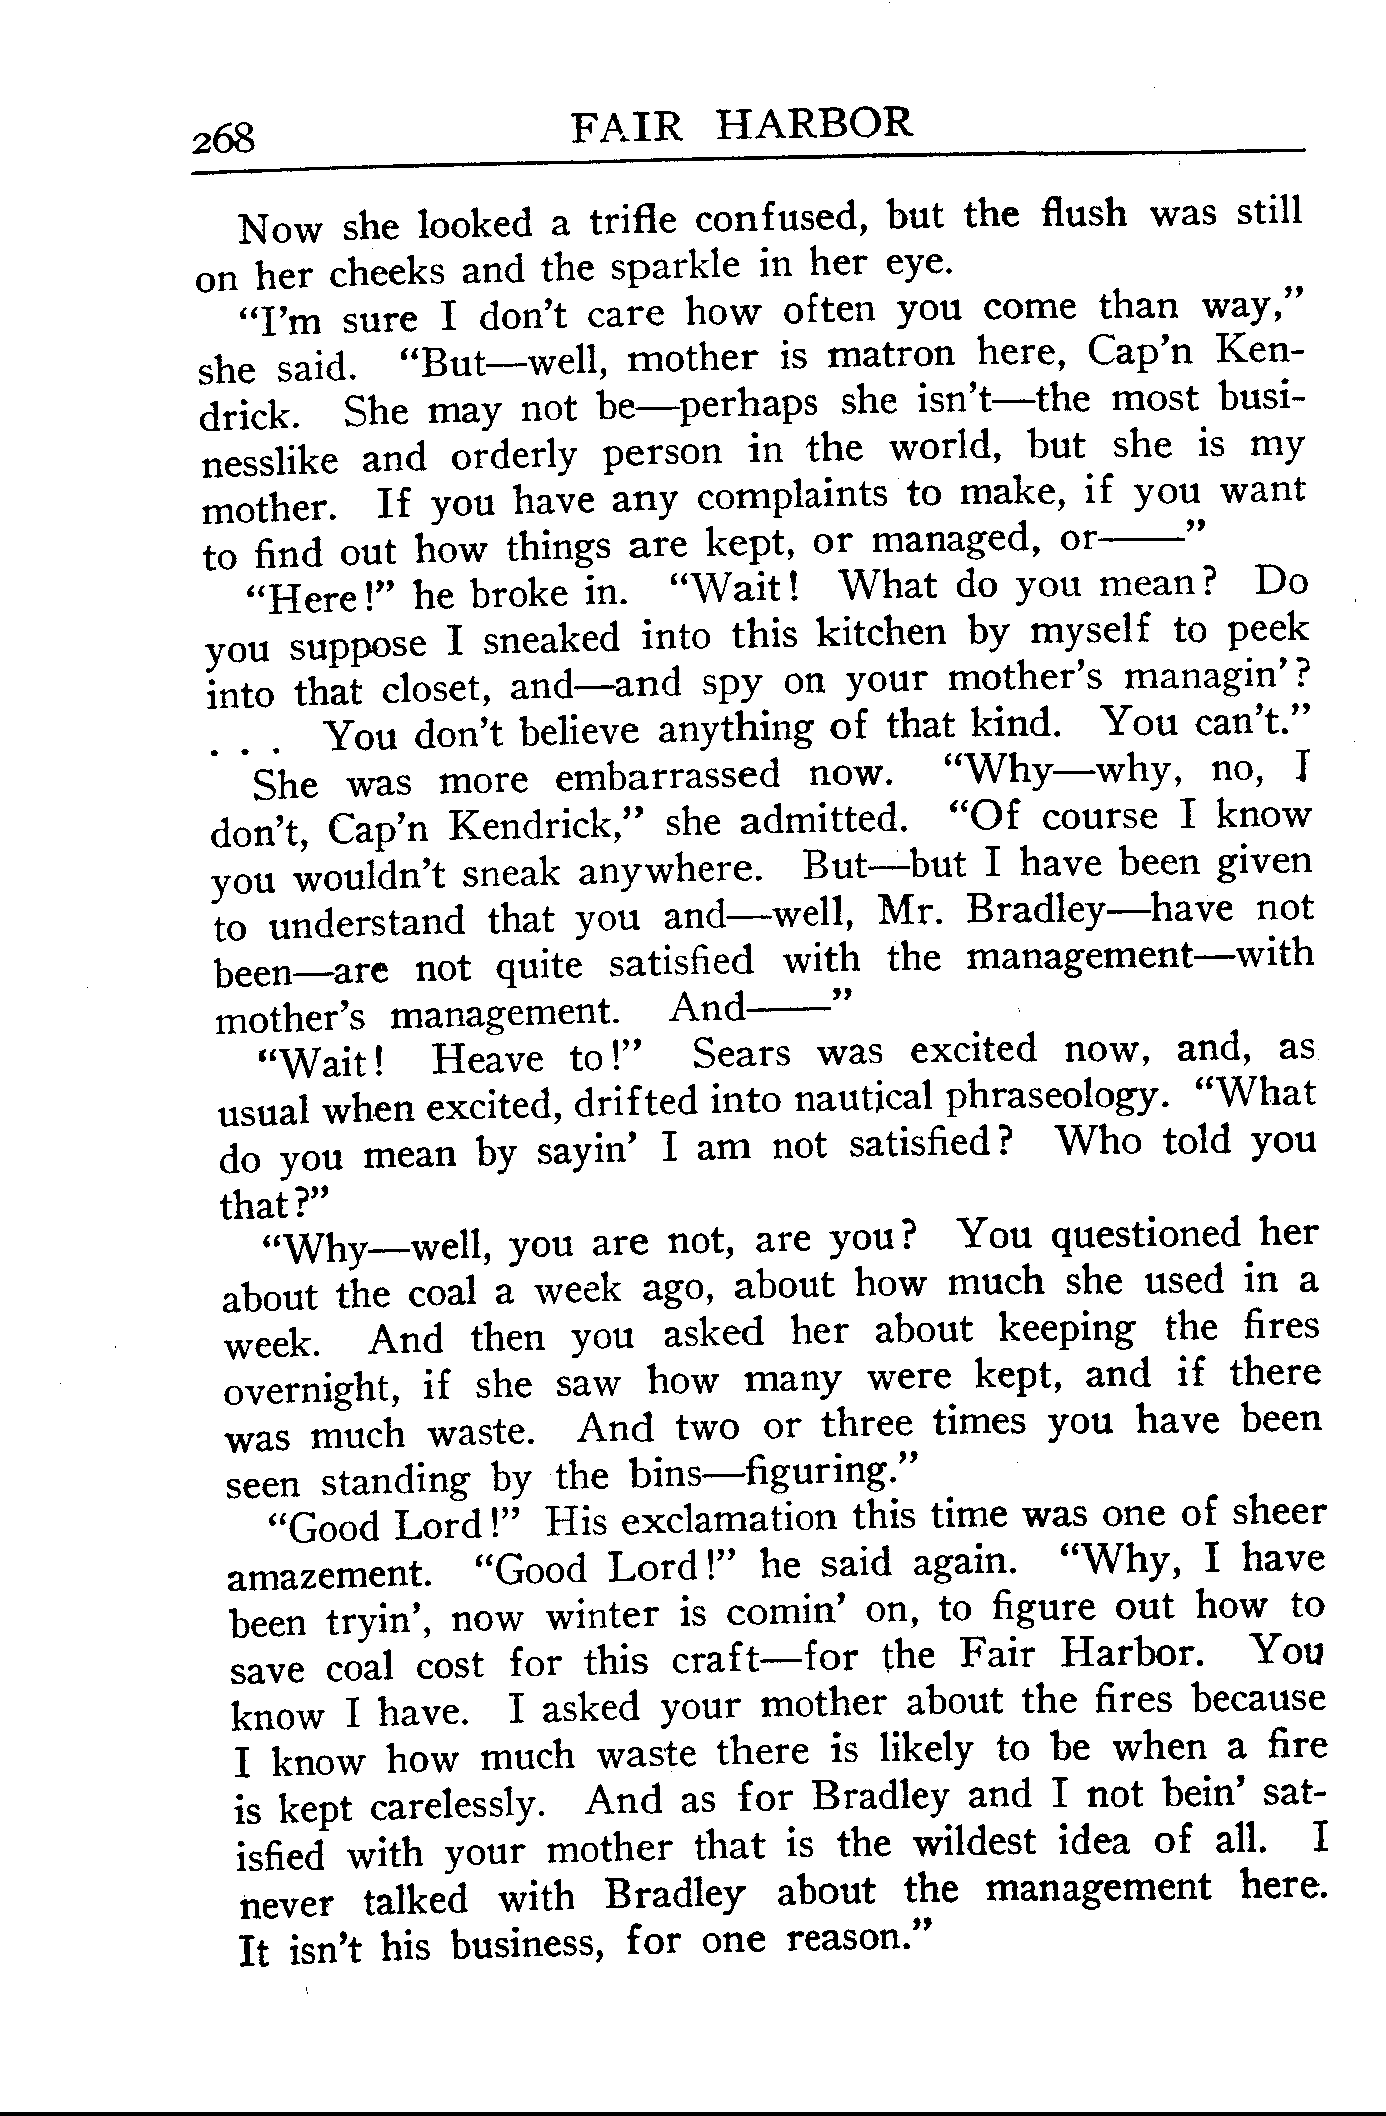 268 FAIR HARBOR
Now she looked a trifle confused, but the flush was still
on her cheeks and the sparkle in her eye.
“I’m sure I don’t care how often you come than way,”
she said. “But—well, mother is matron here, Cap’n Ken-
drick. She may not be—perhaps she isn’t—the most busi-
nesslike and orderly person in the world, but she is my
mother. If you have any complaints to make, if you want
to find out how things are kept, or managed, or——”
“Here!” he broke in. “Wait! What do you mean? Do
you suppose I sneaked into this kitchen by myself to peek
into that closet, and—and spy on your mother’s managin’?
. . . You don’t believe anything of that kind. You can’t.”
She was more embarrassed now. “Why—why, no, I
don’t, Cap’n Kendrick,” she admitted. “Of course I know
you wouldn’t sneak anywhere. But—but I have been given
to understand that you and—well, Mr. Bradley—have not
been—are not quite satisfied with the management—with
mother’s management. And——”
“Wait! Heave to!” Sears was excited now, and, as
usual when excited, drifted into nautical phraseology. “What
do you mean by sayin’ I am not satisfied? Who told you
that?”
“Why—well, you are not, are you? You questioned her
about the coal a week ago, about how much she used in a
week. And then you asked her about keeping the fires
overnight, if she saw how many were kept, and if there
was much waste. And two or three times you have been
seen standing by the bins—figuring.”
“Good Lord!” His exclamation this time was one of sheer
amazement. “Good Lord!” he said again. “Why, I have
been tryin’, now winter is comin’ on, to figure out how to
save coal cost for this craft—for the Fair Harbor. You
know I have. I asked your mother about the fires because
I know how much waste there is likely to be when a fire
is kept carelessly. And as for Bradley and I not bein’ sat-
isfied with your mother that is the wildest idea of all. I
never talked with Bradley about the management here.
It isn’t his business, for one reason.”